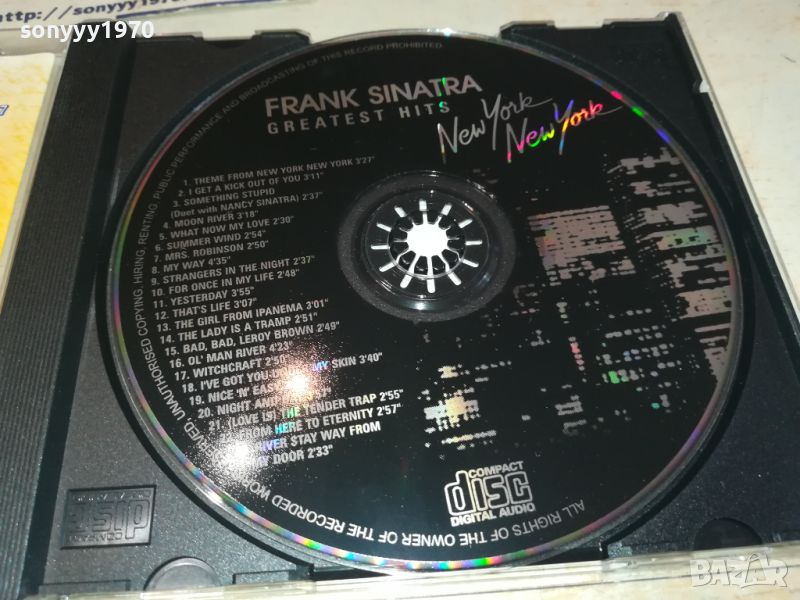 http://sonyyy1970
sonyyy1970
FRANK SINATRA
GREATEST HITS
New York
New York
1. THEME FROM NEW YORK NEW YORK 3'27"
2. I GET A KICK OUT OF YOU 3'11"
3. SOMETHING STUPID
(Duet with NANCY SINATRA) 2'37"
4. MOON RIVER 3'18"
5. WHAT NOW MY LOVE 2'30"
6. SUMMER WIND 2'54"
7. MRS. ROBINSON 2'50"
8. MY WAY 4'35"
9. STRANGERS IN THE NIGHT 2'37"
10. FOR ONCE IN MY LIFE 2'48"
11. YESTERDAY 3'55"
12. THAT'S LIFE 3'07"
13. THE GIRL FROM IPANEMA 3'01"
14. THE LADY IS A TRAMP 2'51"
15. BAD, BAD, LEROY BROWN 2'49"
16. OL' MAN RIVER 4'23"
17. WITCHCRAFT 2'50"
18. I'VE GOT YOU MY SKIN 3'40"
19. NICE 'N' EASY
20. NIGHT AND
21. (LOVE IS) THE TENDER TRAP 2'55"
FROM HERE TO ETERNITY 2'57"
STAY WAY FROM
MY DOOR 2'33"
COMPACT
disc
DIGITAL AUDIO
ALL RIGHTS OF THE OWNER OF THE RECORDED UNAUTHORISED COPYING, HIRING, RENTING, PUBLIC PERFORMANCE AND BROADCASTING OF THIS RECORD PROHIBITED
BAZAR